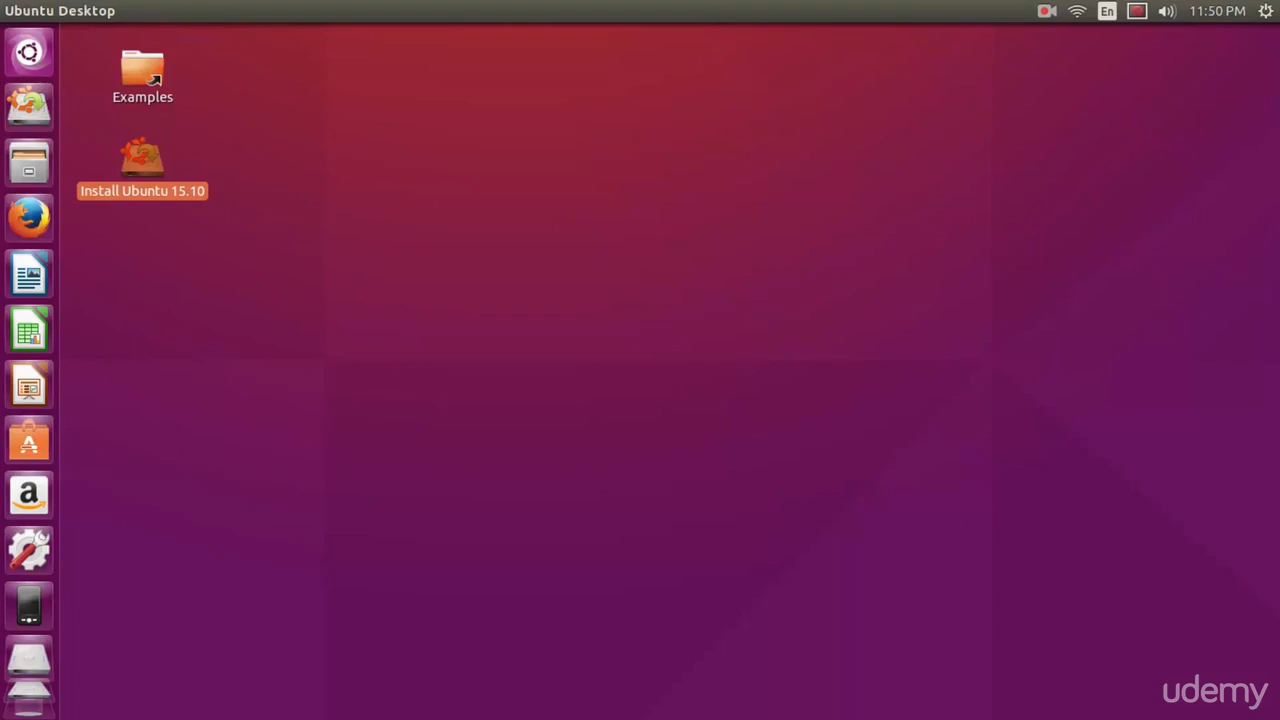 Ubuntu Desktop
En
11:50 PM
Examples
Install Ubuntu 15.10
A
a
udemy